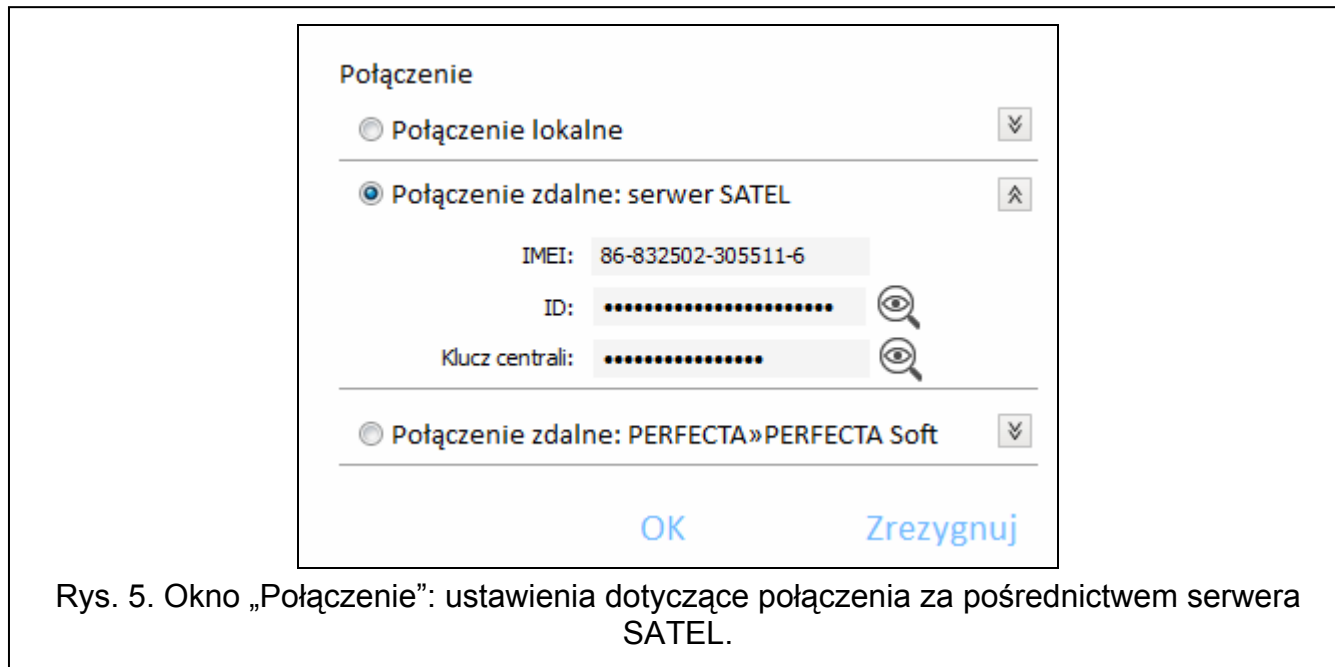 Połączenie
Połączenie lokalne
Połączenie zdalne: serwer SATEL
IMEI: 86-832502-305511-6
ID: •••••••••••••••••••••••
Klucz centrali: ••••••••••••••••
Połączenie zdalne: PERFECTA»PERFECTA Soft
OK Zrezygnuj
Rys. 5. Okno „Połączenie”: ustawienia dotyczące połączenia za pośrednictwem serwera
SATEL.